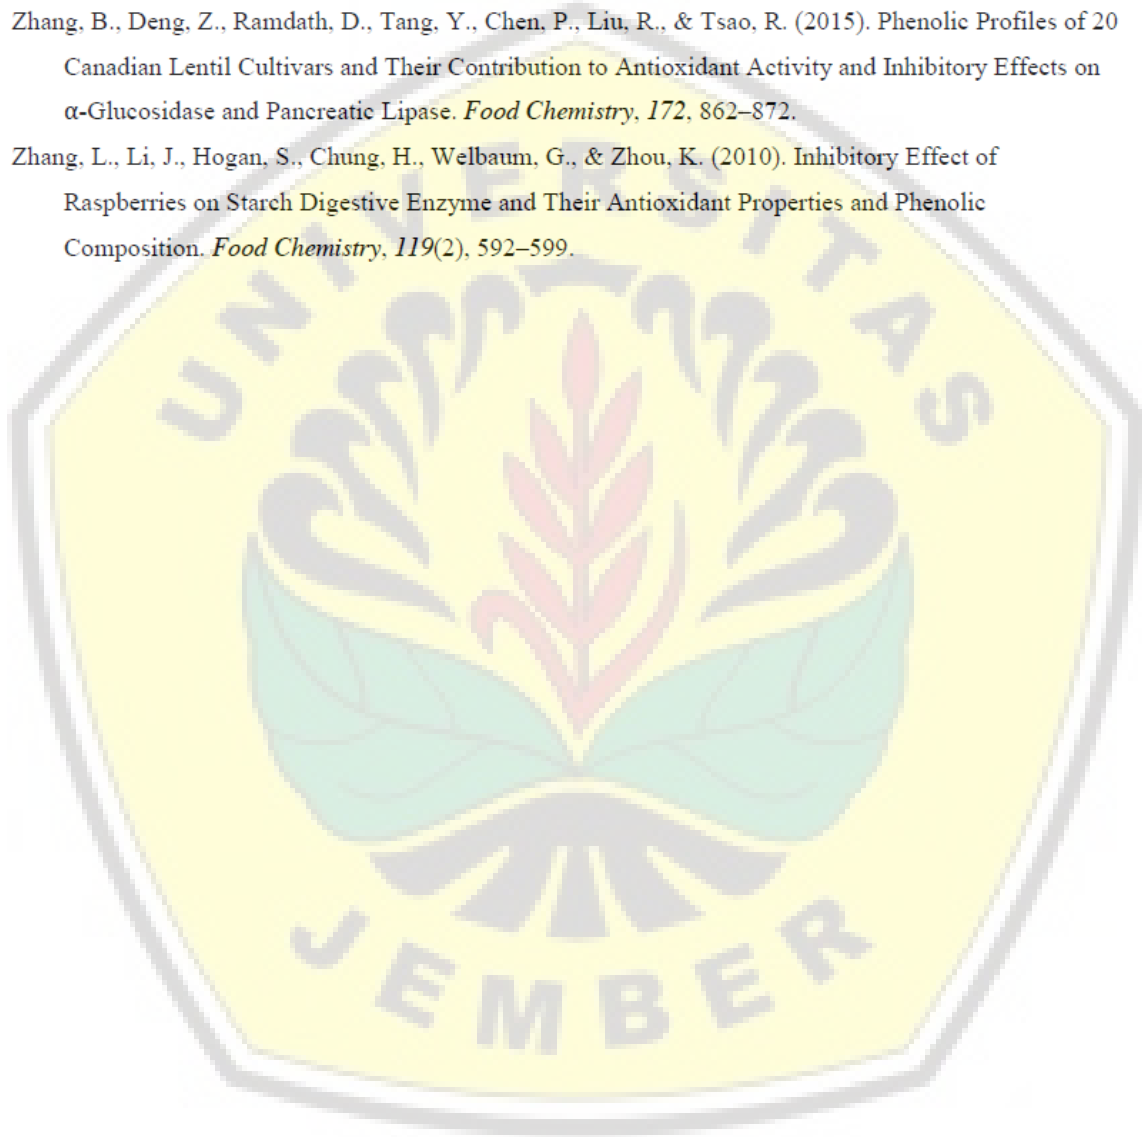 Zhang, B., Deng, Z., Ramdath, D., Tang, Y., Chen, P., Liu, R., & Tsao, R. (2015). Phenolic Profiles of 20
Canadian Lentil Cultivars and Their Contribution to Antioxidant Activity and Inhibitory Effects on
α-Glucosidase and Pancreatic Lipase. Food Chemistry, 172, 862–872.
Zhang, L., Li, J., Hogan, S., Chung, H., Welbaum, G., & Zhou, K. (2010). Inhibitory Effect of
Raspberries on Starch Digestive Enzyme and Their Antioxidant Properties and Phenolic
Composition. Food Chemistry, 119(2), 592–599.
UNIVERSITAS
JEMBER